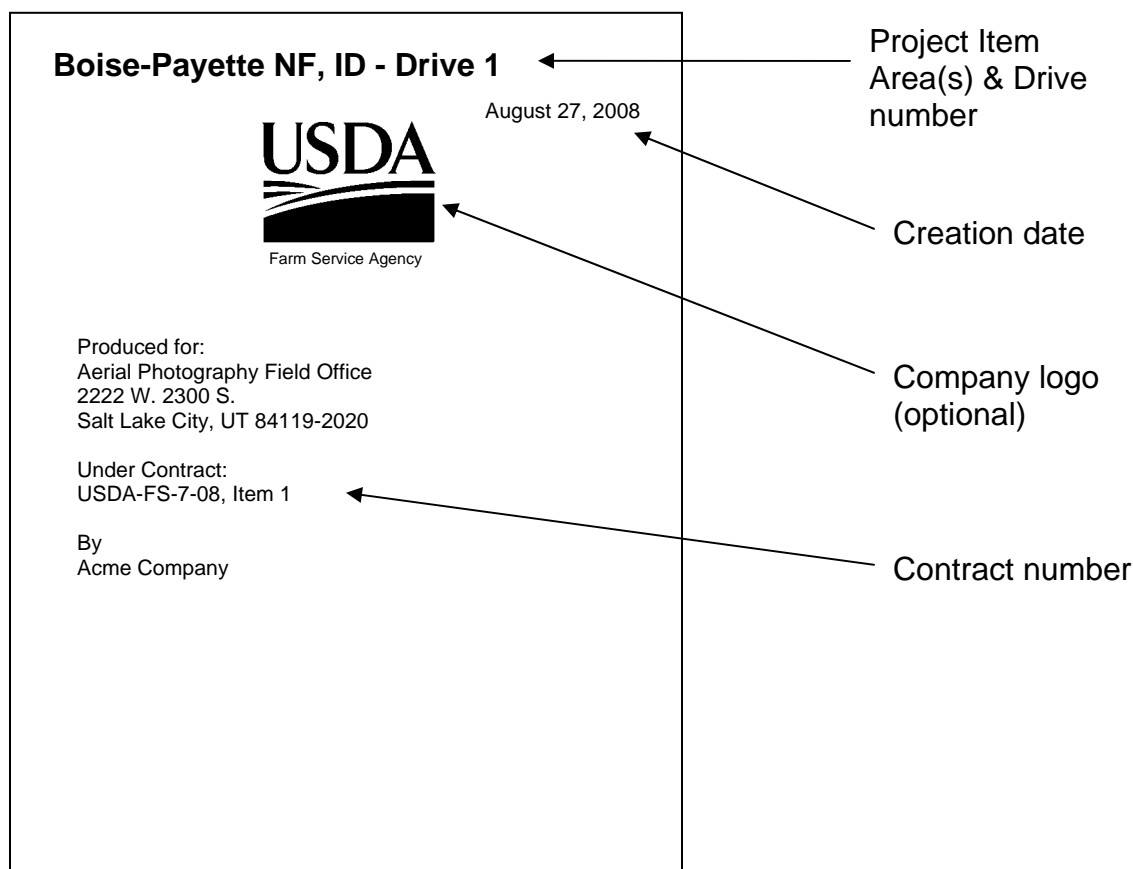 Boise-Payette NF, ID - Drive 1
Project Item
Area(s) & Drive
number
August 27, 2008
USDA
Farm Service Agency
Creation date
Produced for:
Aerial Photography Field Office
2222 W. 2300 S.
Salt Lake City, UT 84119-2020
Company logo
(optional)
Under Contract:
USDA-FS-7-08, Item 1
By
Acme Company
Contract number